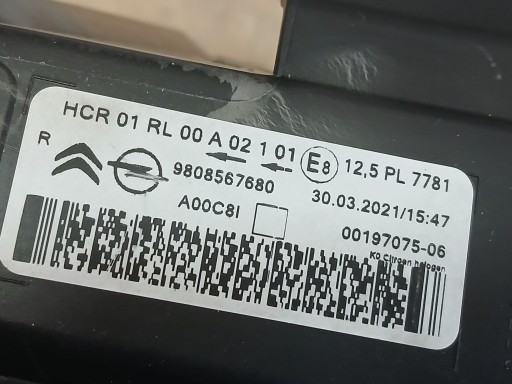 HCR 01 RL 00 A 02 1 01 E8 12,5 PL 7781
R
9808567680 30.03.2021/15:47
A00C8I 00197075-06
K0 Citroen halogen